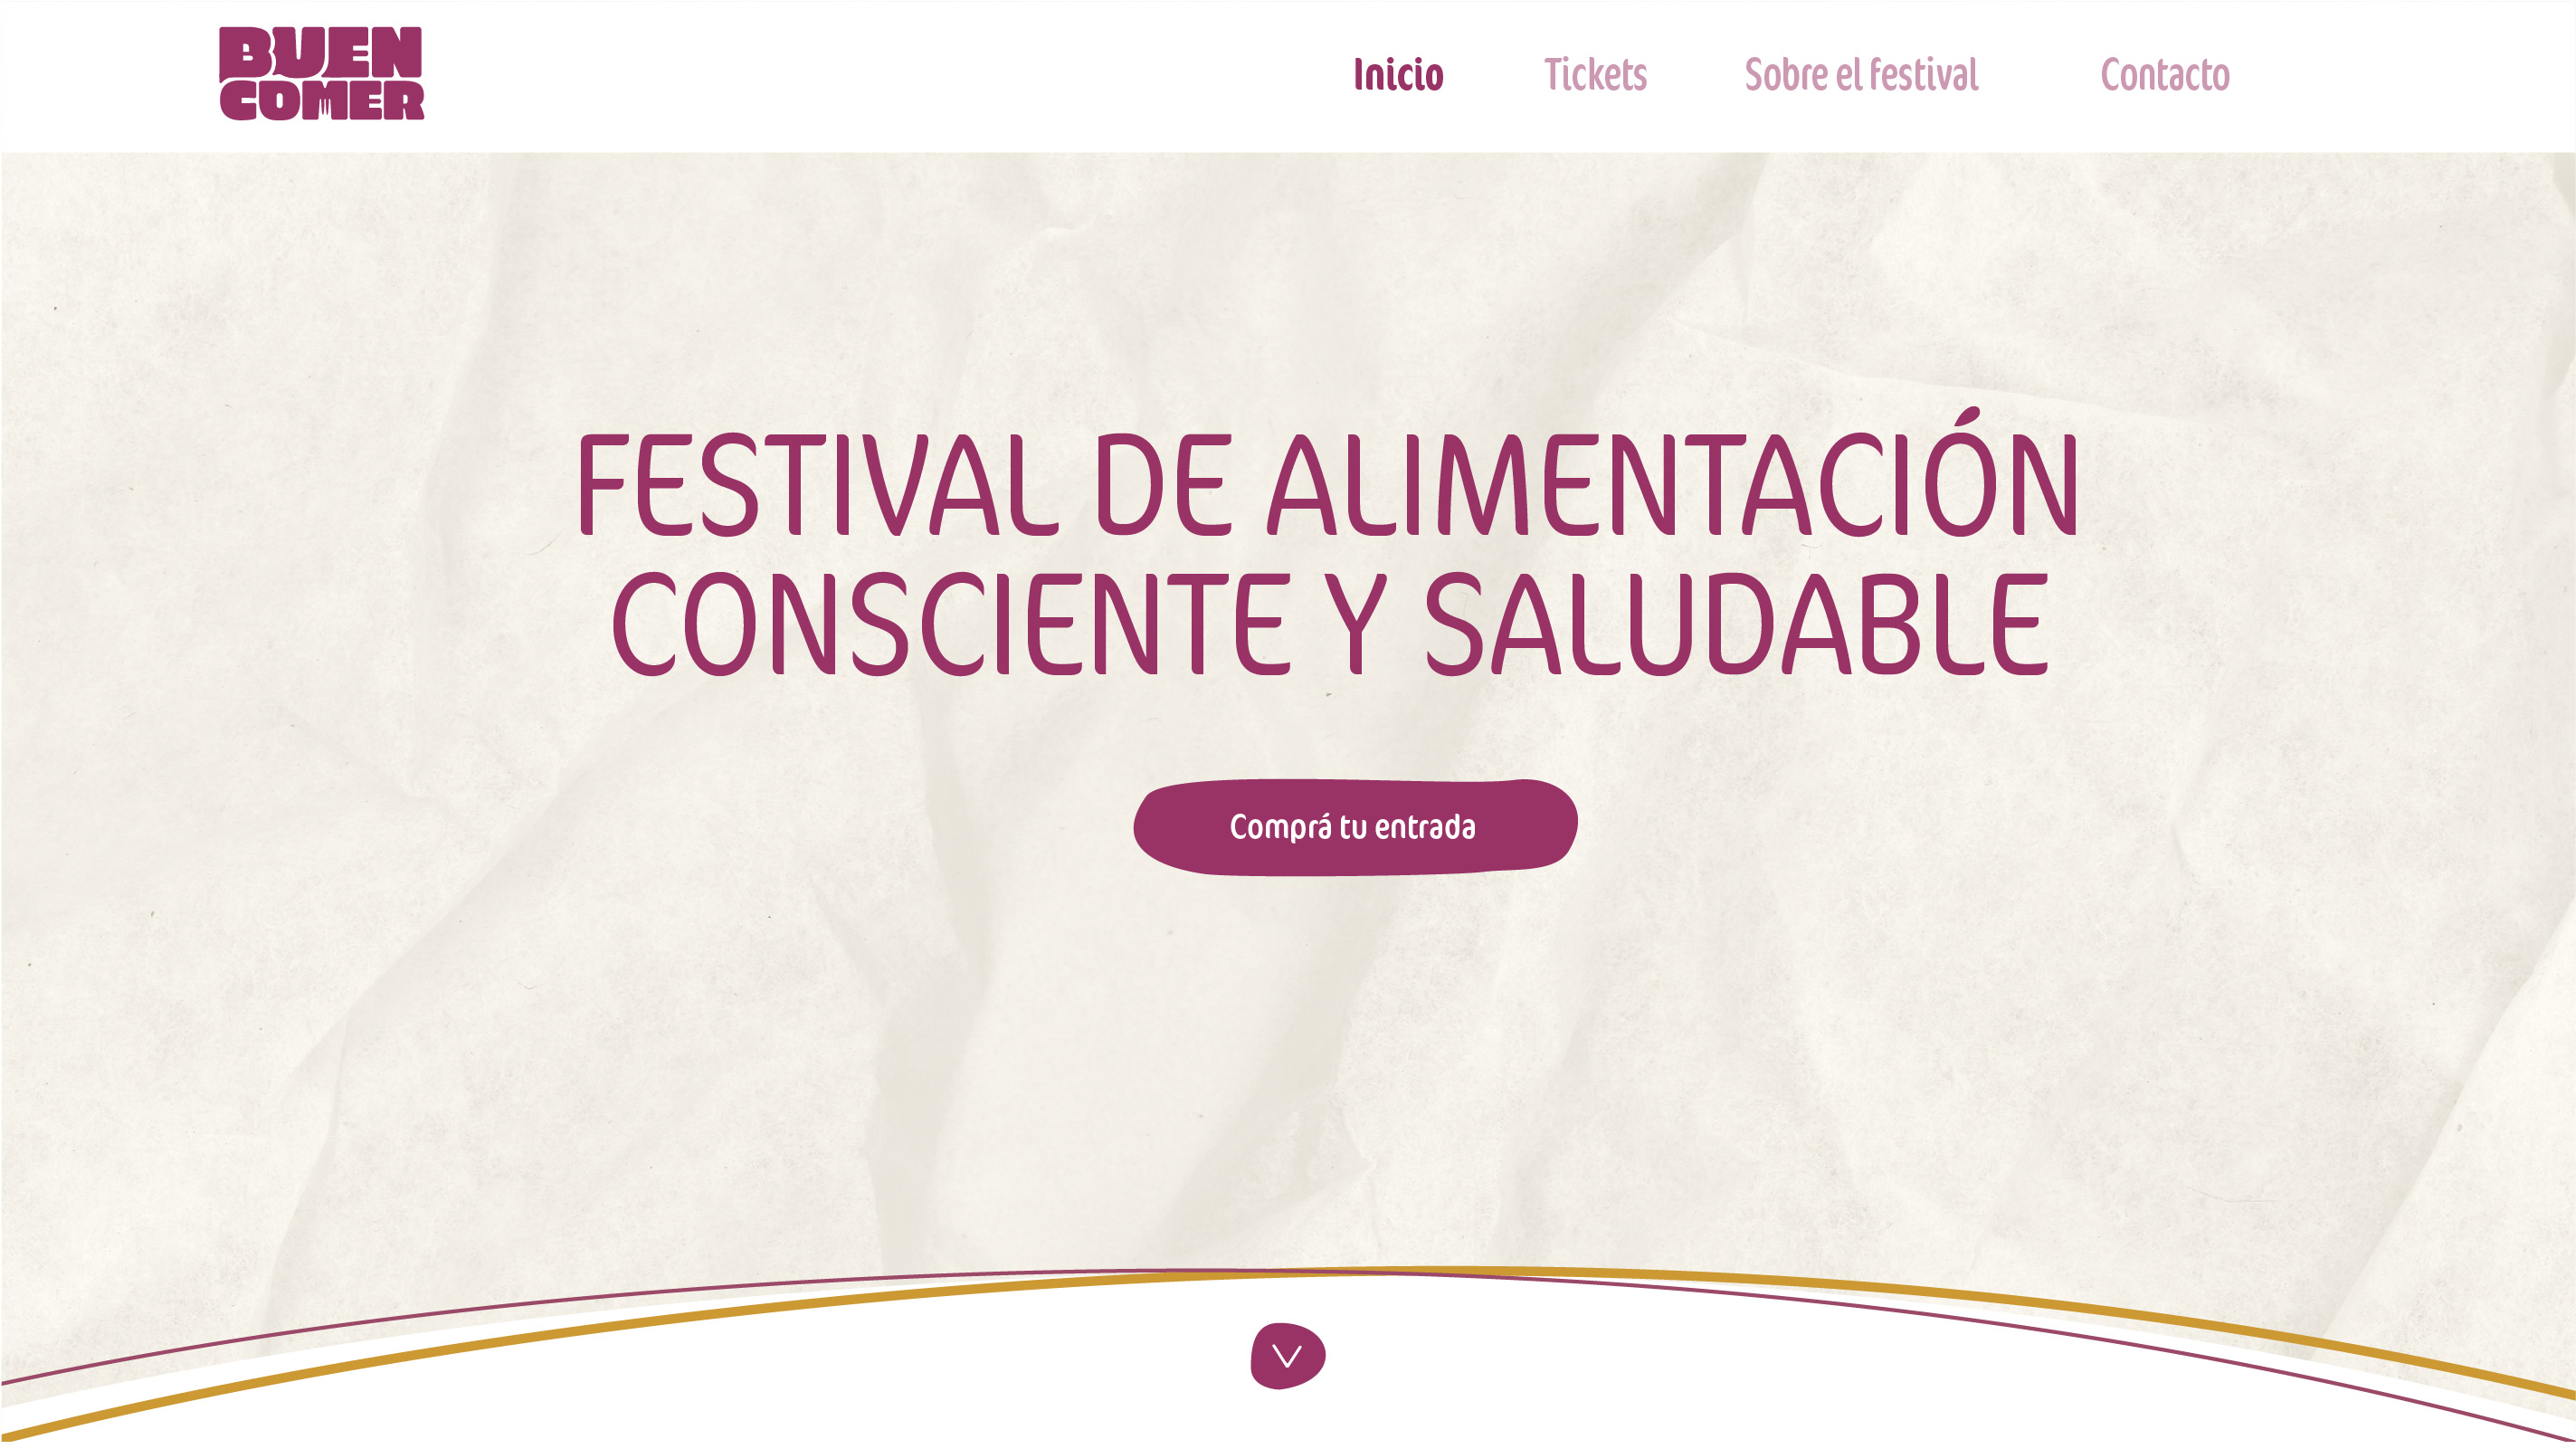 BUEN
COMER
Inicio Tickets Sobre el festival Contacto
FESTIVAL DE ALIMENTACIÓN
CONSCIENTE Y SALUDABLE
Comprá tu entrada